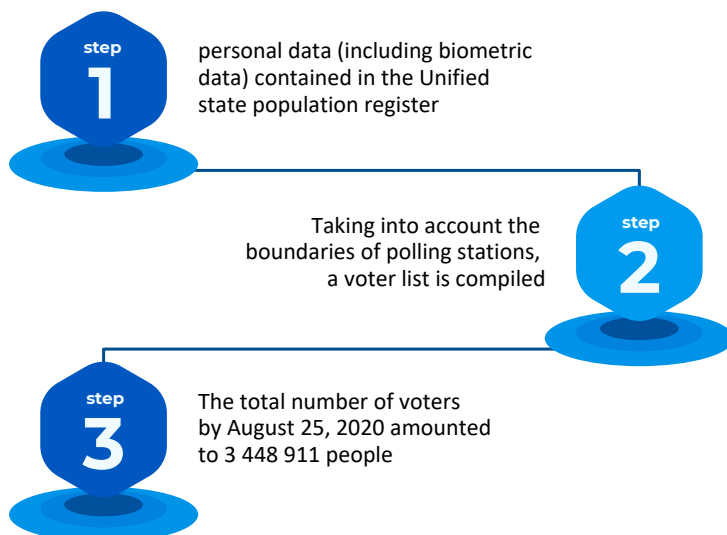 step
1
personal data (including biometric
data) contained in the Unified
state population register
Taking into account the
boundaries of polling stations,
a voter list is compiled
step
2
step
3
The total number of voters
by August 25, 2020 amounted
to 3 448 911 people